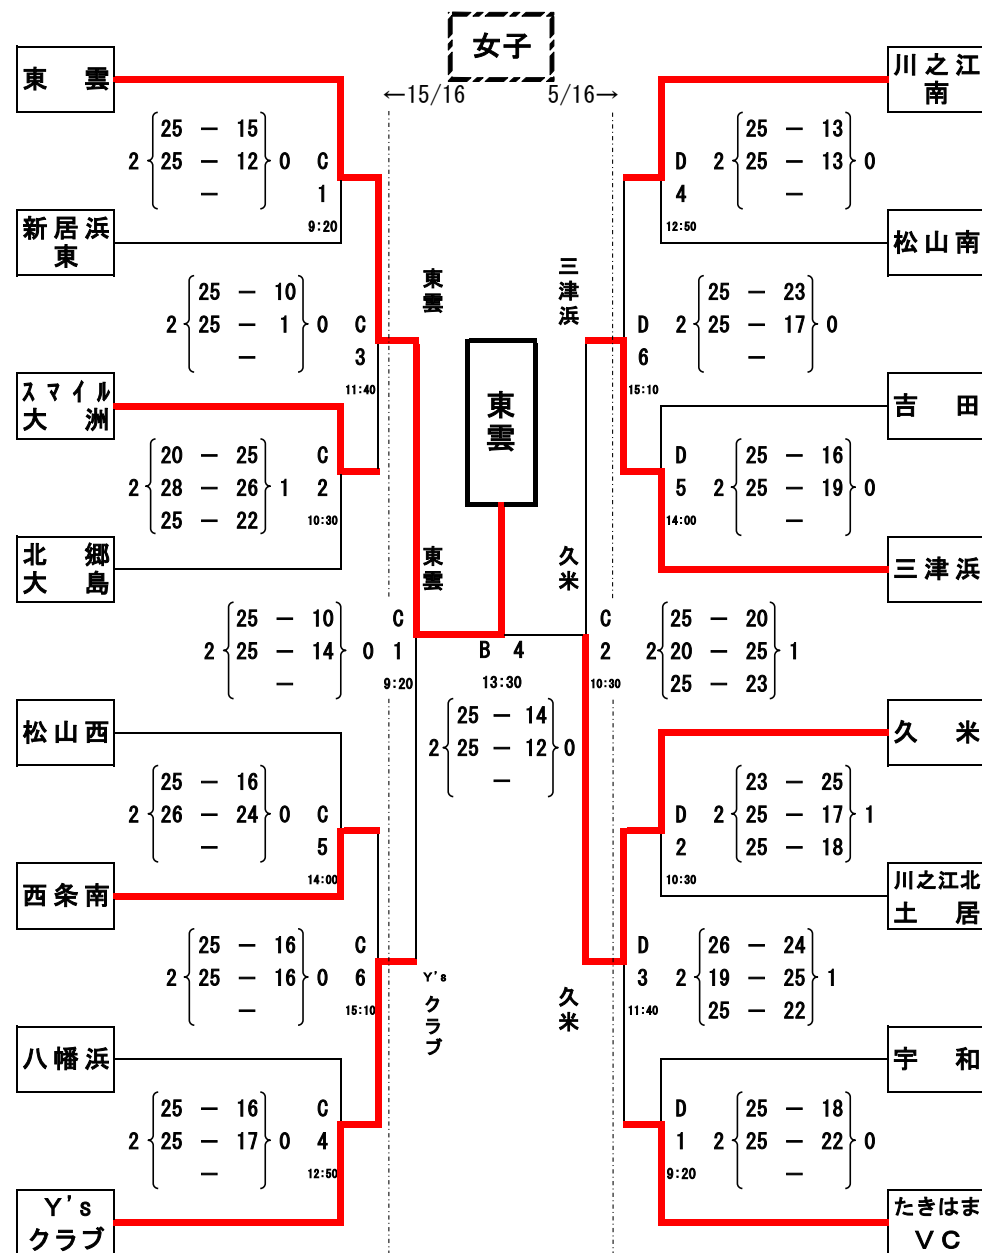 女子
←15/16 5/16→
東 雲
25 － 15
2 25 － 12 0
－
C
1
9:20
新居浜
東
25 － 10
2 25 － 1 0
－
C
3
11:40
スマイル
大 洲
20 － 25
2 28 － 26 1
25 － 22
C
2
10:30
北 郷
大 島
25 － 10
2 25 － 14 0
－
C
1
9:20
松山西
25 － 16
2 26 － 24 0
－
C
5
14:00
西条南
25 － 16
2 25 － 16 0
－
C
6
15:10
八幡浜
25 － 16
2 25 － 17 0
－
C
4
12:50
Y's
クラブ
東雲
東雲
Y's
クラブ
東雲
B 4
13:30
25 － 14
2 25 － 12 0
－
三津浜
久米
久米
川之江
南
D
4
12:50
25 － 13
2 25 － 13 0
－
松山南
D
6
15:10
25 － 23
2 25 － 17 0
－
吉 田
D
5
14:00
25 － 16
2 25 － 19 0
－
三津浜
C
2
10:30
25 － 20
2 20 － 25 1
25 － 23
久 米
D
2
10:30
23 － 25
2 25 － 17 1
25 － 18
川之江北
土 居
D
3
11:40
26 － 24
2 19 － 25 1
25 － 22
宇 和
D
1
9:20
25 － 18
2 25 － 22 0
－
たきはま
ＶＣ